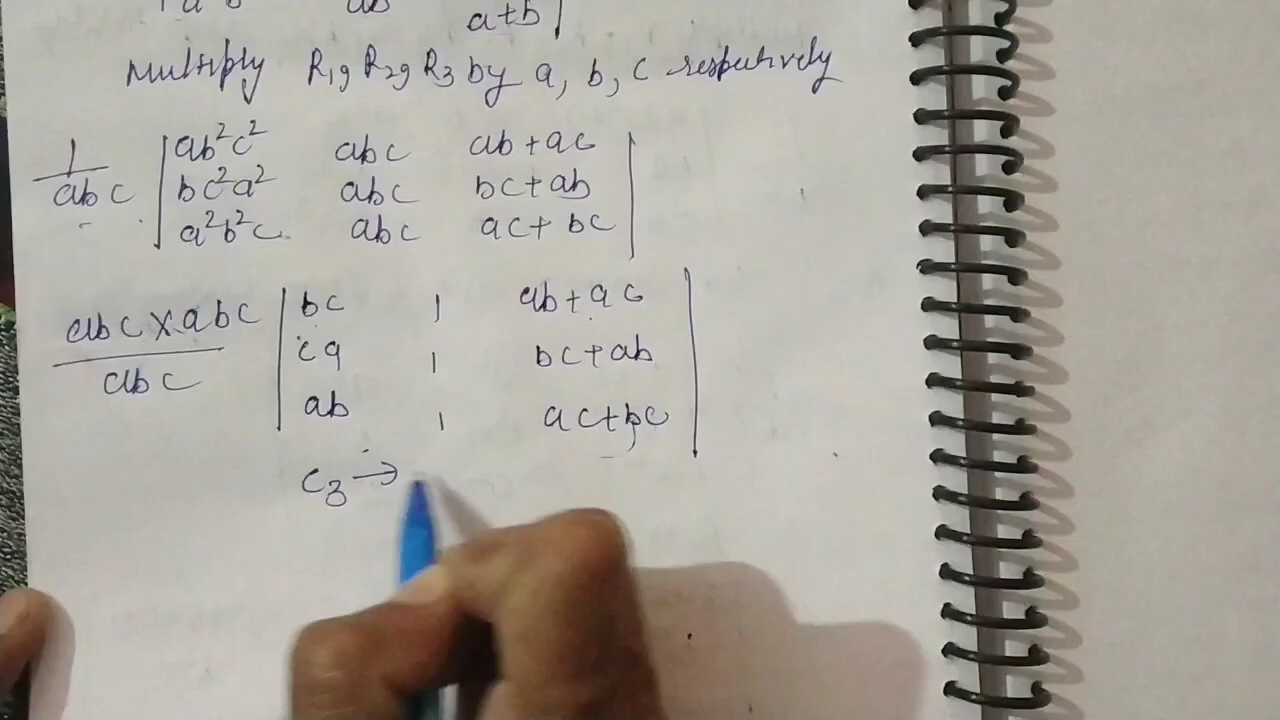 a+b |
Multiply R₁, R₂, R₃ by a, b, c respectively
1/abc | ab²c² abc ab+ac |
| bc²a² abc bc+ab |
| a²b²c abc ac+bc |
abc×abc/abc | bc 1 ab+ac |
| ca 1 bc+ab |
| ab 1 ac+bc |
C₃ →